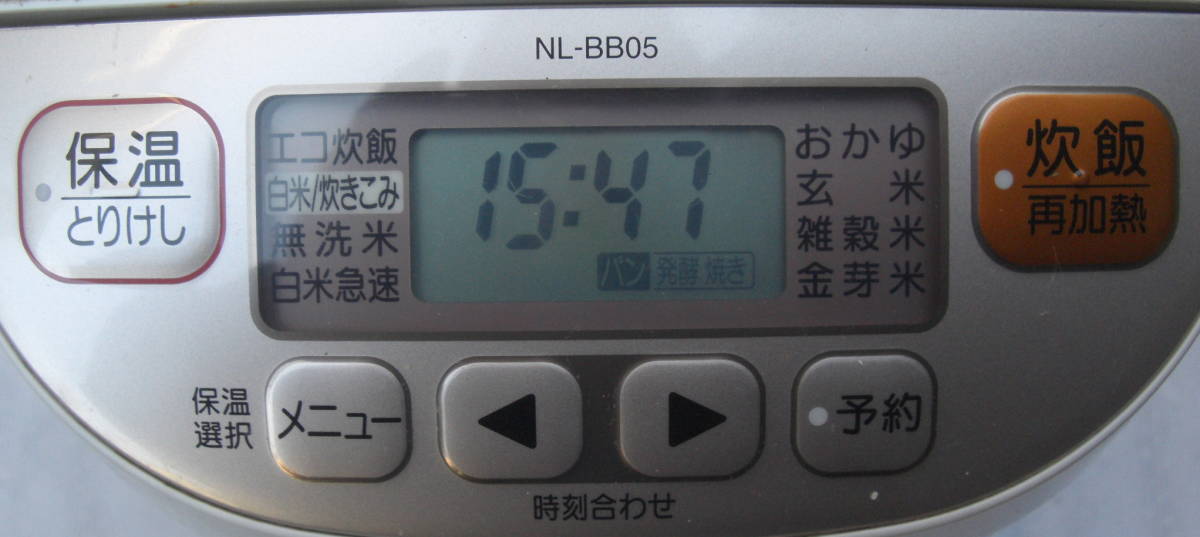 NL-BB05
保温
とりけし
エコ炊飯
白米/炊きこみ
無洗米
白米急速
15:47
パン 発酵 焼き
おかゆ
玄米
雑穀米
金芽米
炊飯
再加熱
保温
選択
メニュー
予約
時刻合わせ